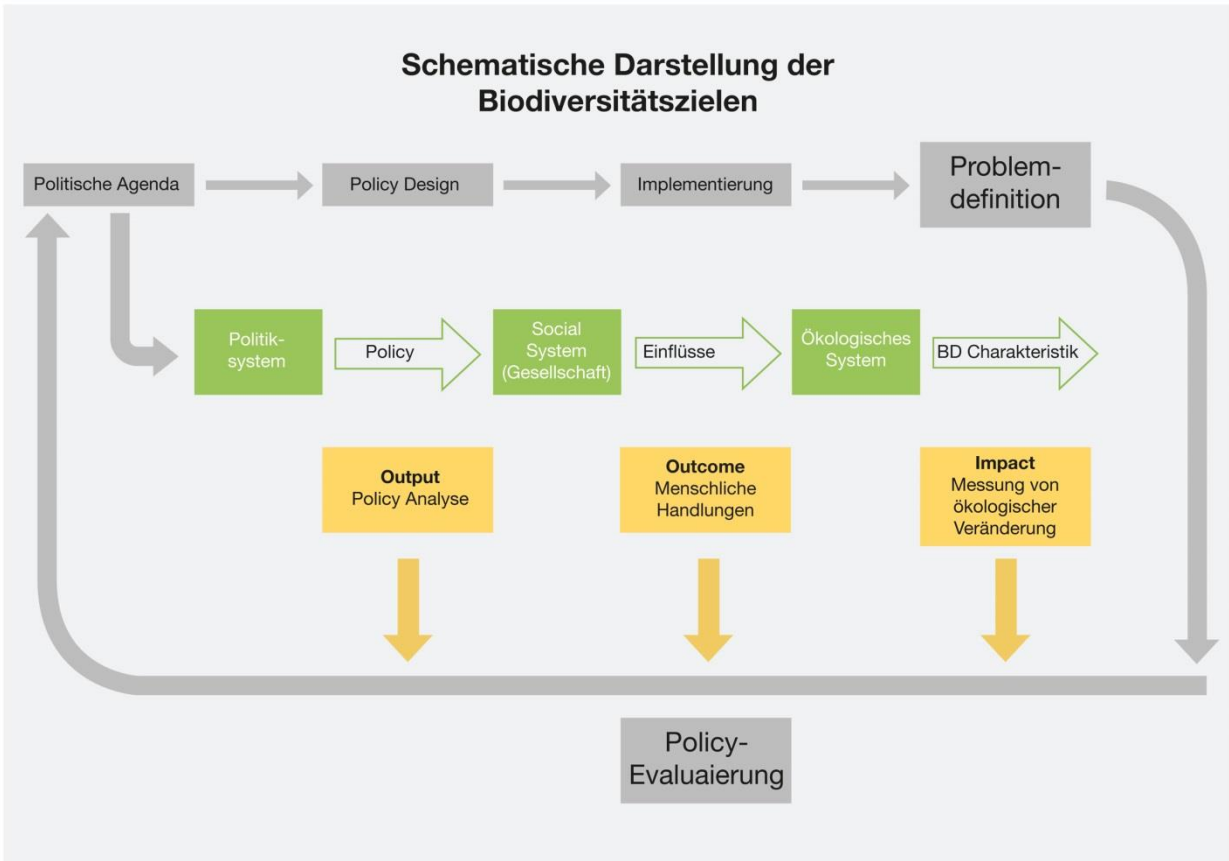 Schematische Darstellung der
Biodiversitätszielen
Politische Agenda
Policy Design
Implementierung
Problem-
definition
Politik-
system
Policy
Social
System
(Gesellschaft)
Einflüsse
Ökologisches
System
BD Charakteristik
Output
Policy Analyse
Outcome
Menschliche
Handlungen
Impact
Messung von
ökologischer
Veränderung
Policy-
Evaluaierung